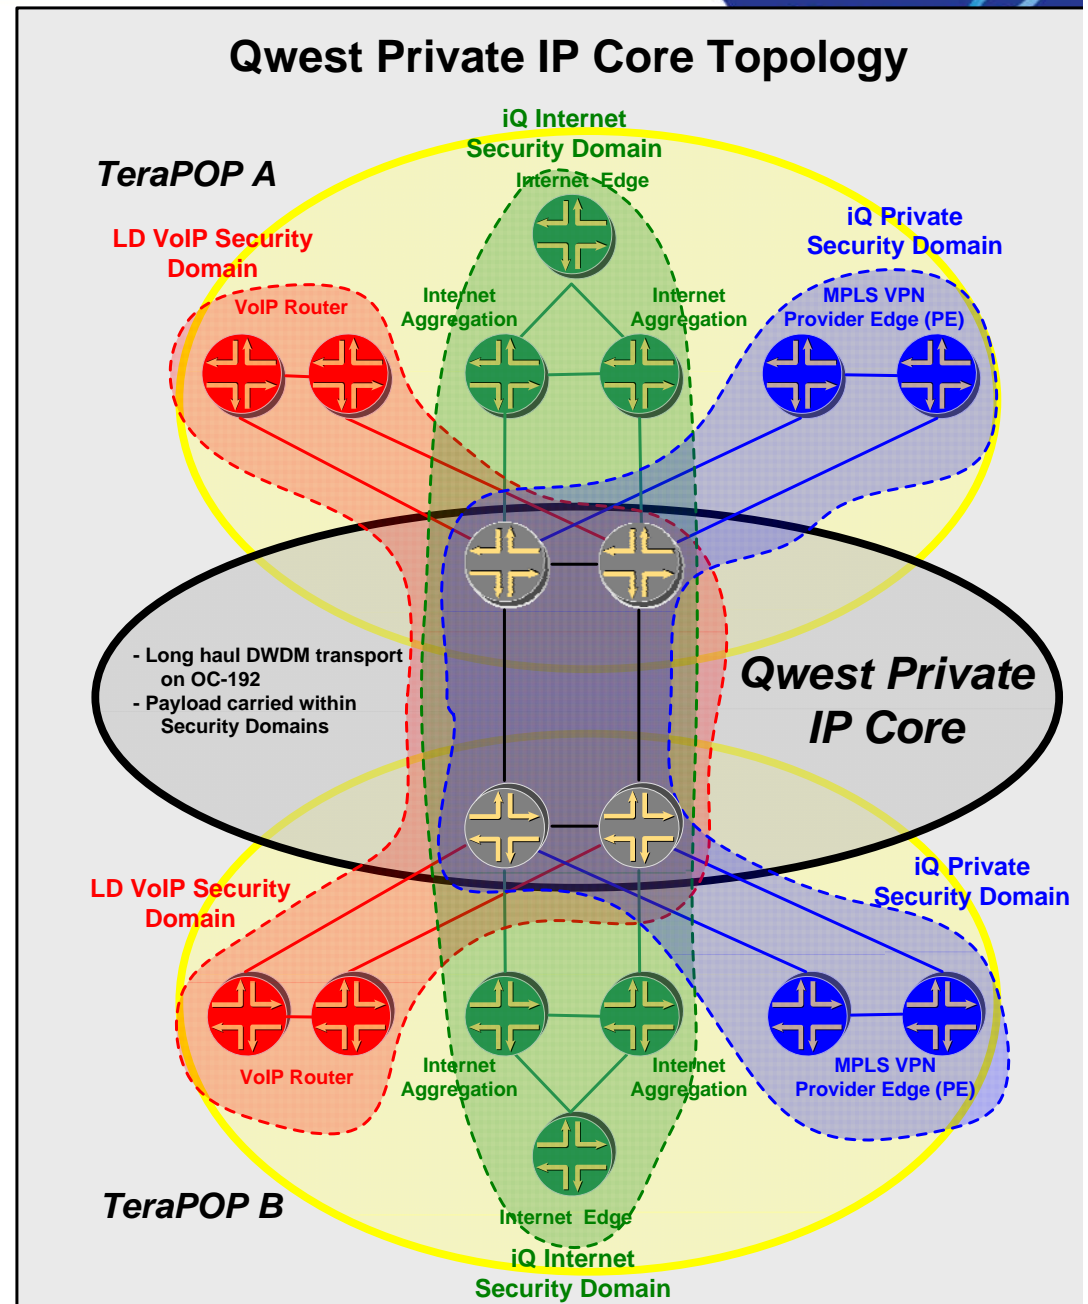 Qwest Private IP Core Topology
iQ Internet
Security Domain
TeraPOP A
Internet Edge
iQ Private
Security Domain
LD VoIP Security
Domain
VoIP Router
Internet
Aggregation
Internet
Aggregation
MPLS VPN
Provider Edge (PE)
- Long haul DWDM transport
on OC-192
- Payload carried within
Security Domains
Qwest Private
IP Core
LD VoIP Security
Domain
iQ Private
Security Domain
VoIP Router
Internet
Aggregation
Internet
Aggregation
MPLS VPN
Provider Edge (PE)
TeraPOP B
Internet Edge
iQ Internet
Security Domain